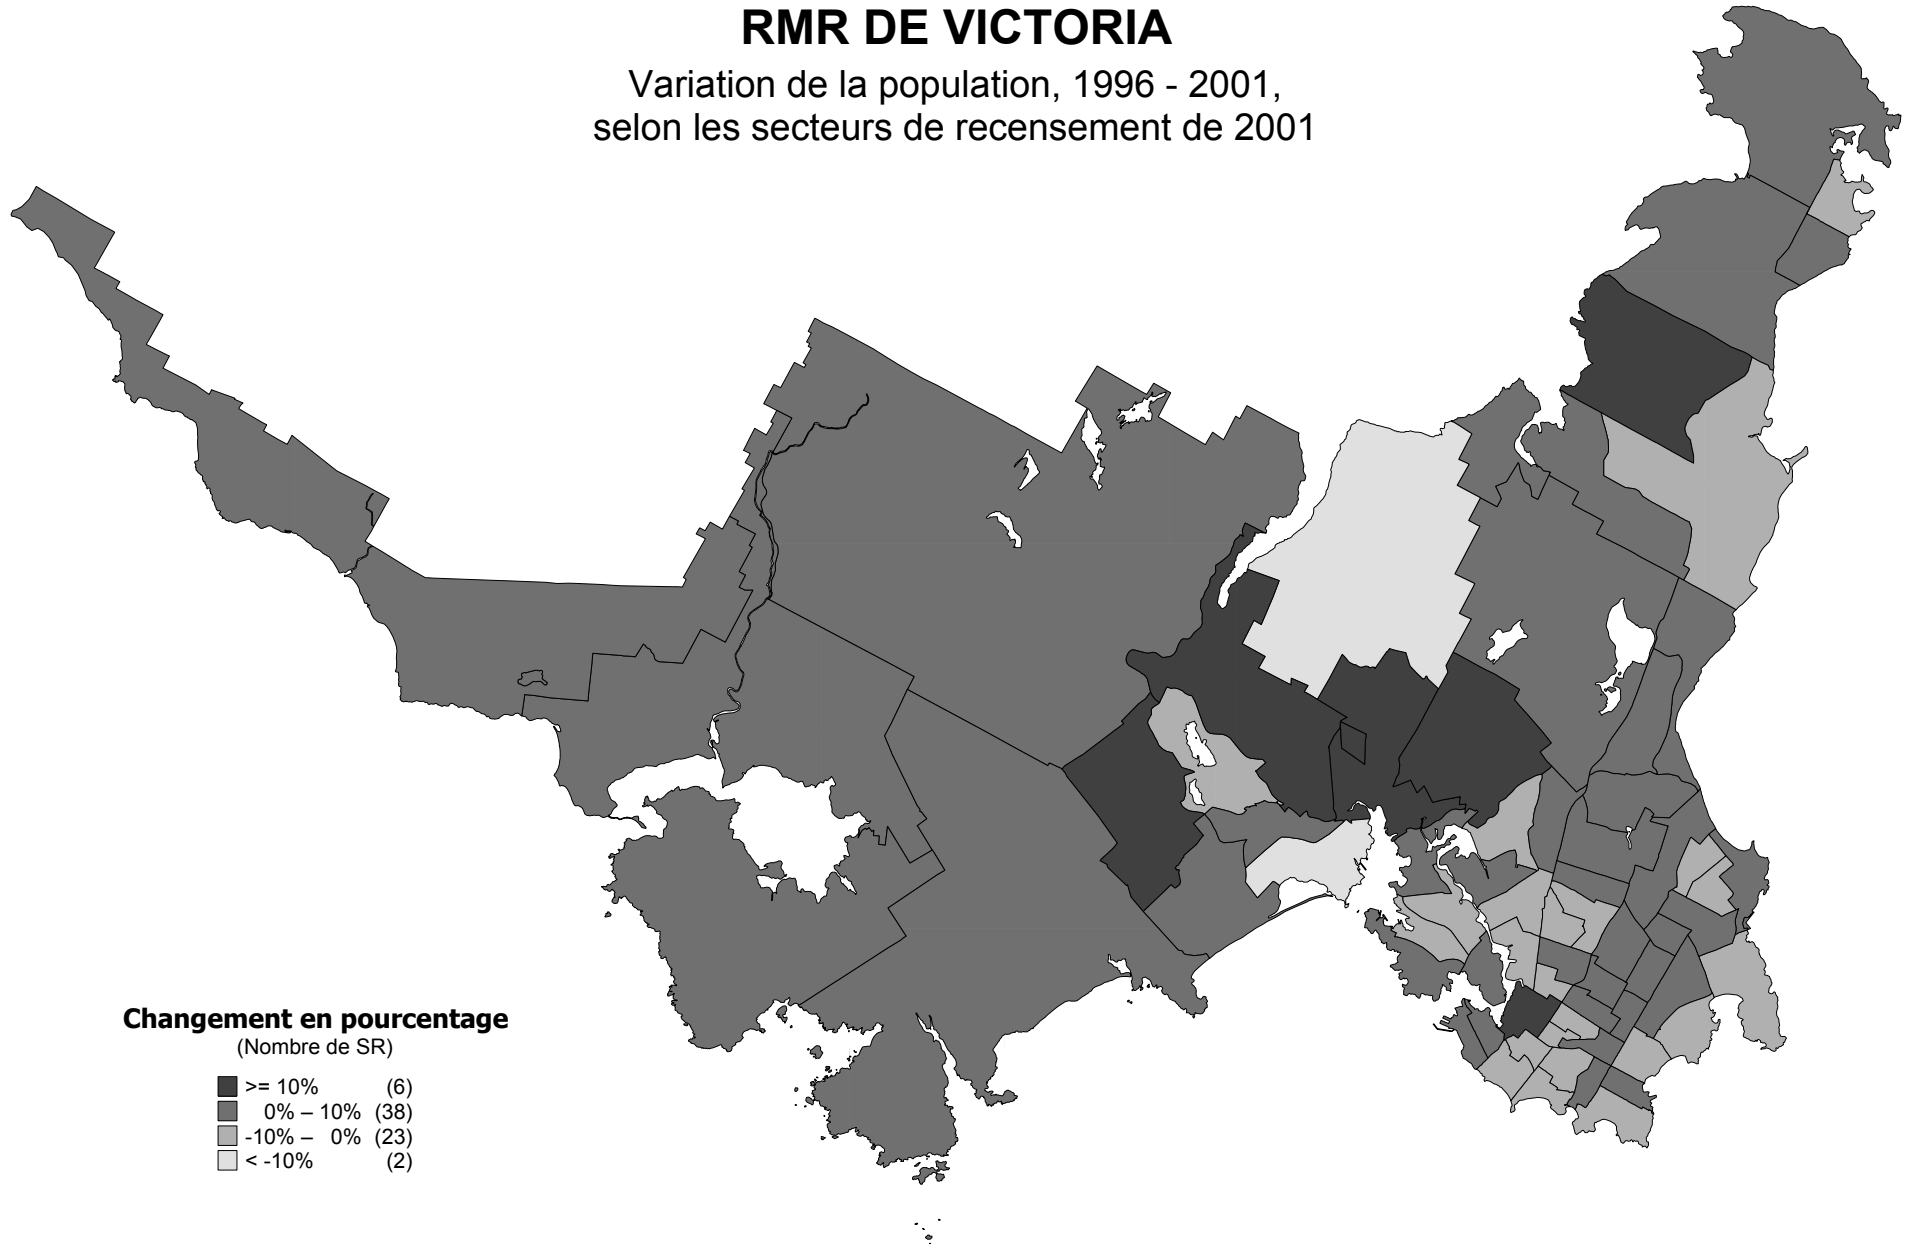 RMR DE VICTORIA
Variation de la population, 1996 - 2001,
selon les secteurs de recensement de 2001
Changement en pourcentage
(Nombre de SR)
>= 10% (6)
0% – 10% (38)
-10% – 0% (23)
< -10% (2)